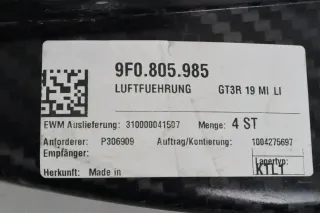 9F0.805.985
LUFTFUEHRUNG GT3R 19 MI LI
EWM Auslieferung: 310000041507 Menge: 4 ST
Anforderer: P306909 Auftrag/Kontierung: 1004275697
Empfänger: Lagertyp:
Herkunft: Made in KTLT